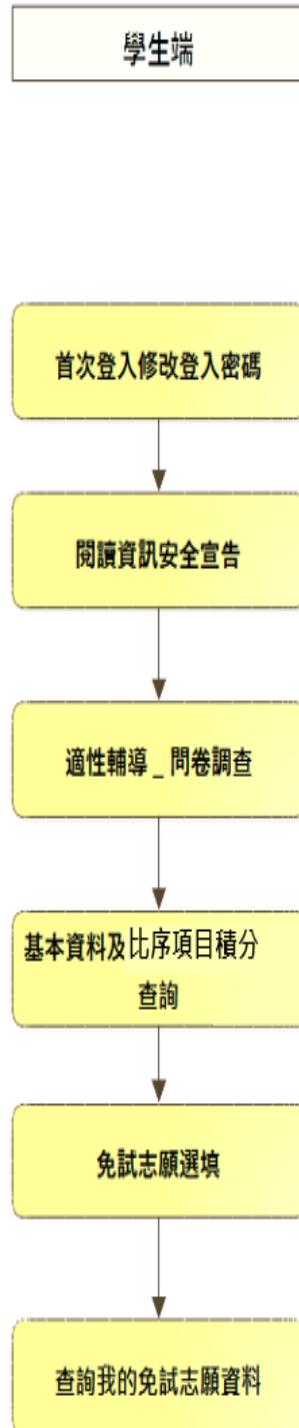 學生端
首次登入修改登入密碼
閱讀資訊安全宣告
適性輔導 _ 問卷調查
基本資料及比序項目積分
查詢
免試志願選填
查詢我的免試志願資料